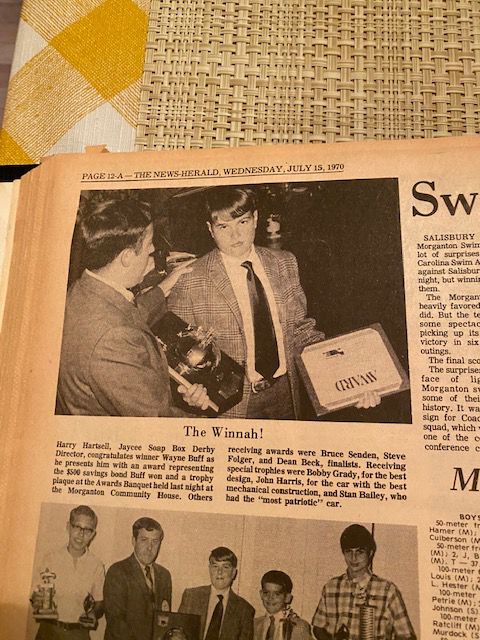 PAGE 12-A — THE NEWS-HERALD, WEDNESDAY, JULY 15, 1970
AWARD
The Winnah!
Harry Hartsell, Jaycee Soap Box Derby
Director, congratulates winner Wayne Buff as
he presents him with an award representing
the $500 savings bond Buff won and a trophy
plaque at the Awards Banquet held last night at
the Morganton Community House. Others
receiving awards were Bruce Senden, Steve
Folger, and Dean Beck, finalists. Receiving
special trophies were Bobby Grady, for the best
design, John Harris, for the car with the best
mechanical construction, and Stan Bailey, who
had the "most patriotic" car.
Sw
SALISBURY
Morganton Swim
lot of surprises
Carolina Swim A
against Salisbur
night, but winnin
them.
The Morgan
heavily favored
did. But the te
some spectac
picking up its
victory in six
outings.
The final sco
The surprises
face of lig
Morganton sw
some of thei
history. It wa
sign for Coac
squad, which
one of the c
conference c
M
BOYS
50-meter fr
Hamer (M);
Culberson (M
50-meter fr
(M); 2, J, B
(M); T — 37
100-meter
Louis (M); 2
L. Hester (M
100-meter
Petrie (M);
Johnson (S)
100-meter
Ratcliff (M)
Murdock (S